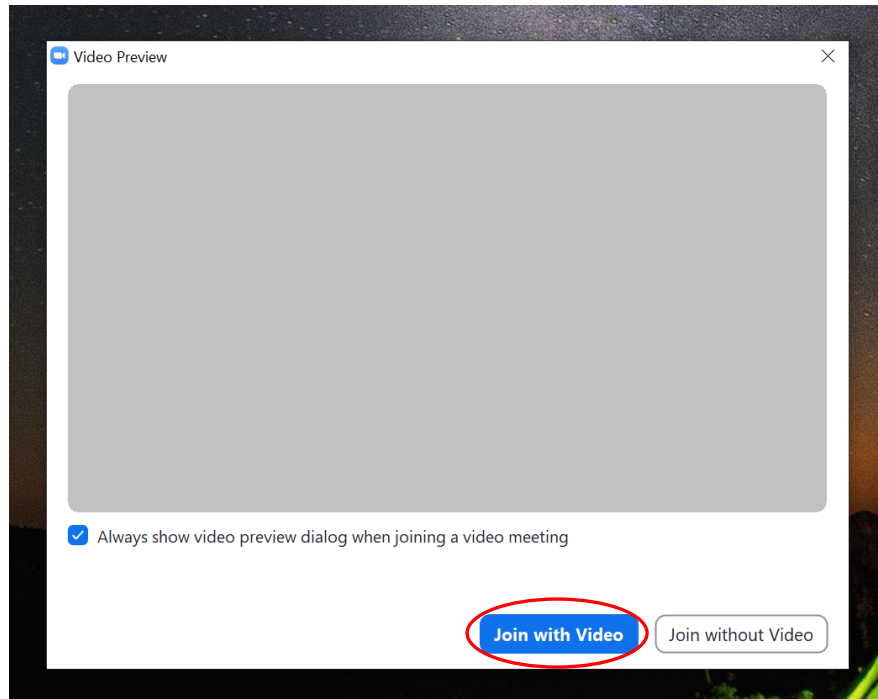 Video Preview
Always show video preview dialog when joining a video meeting
Join with Video
Join without Video